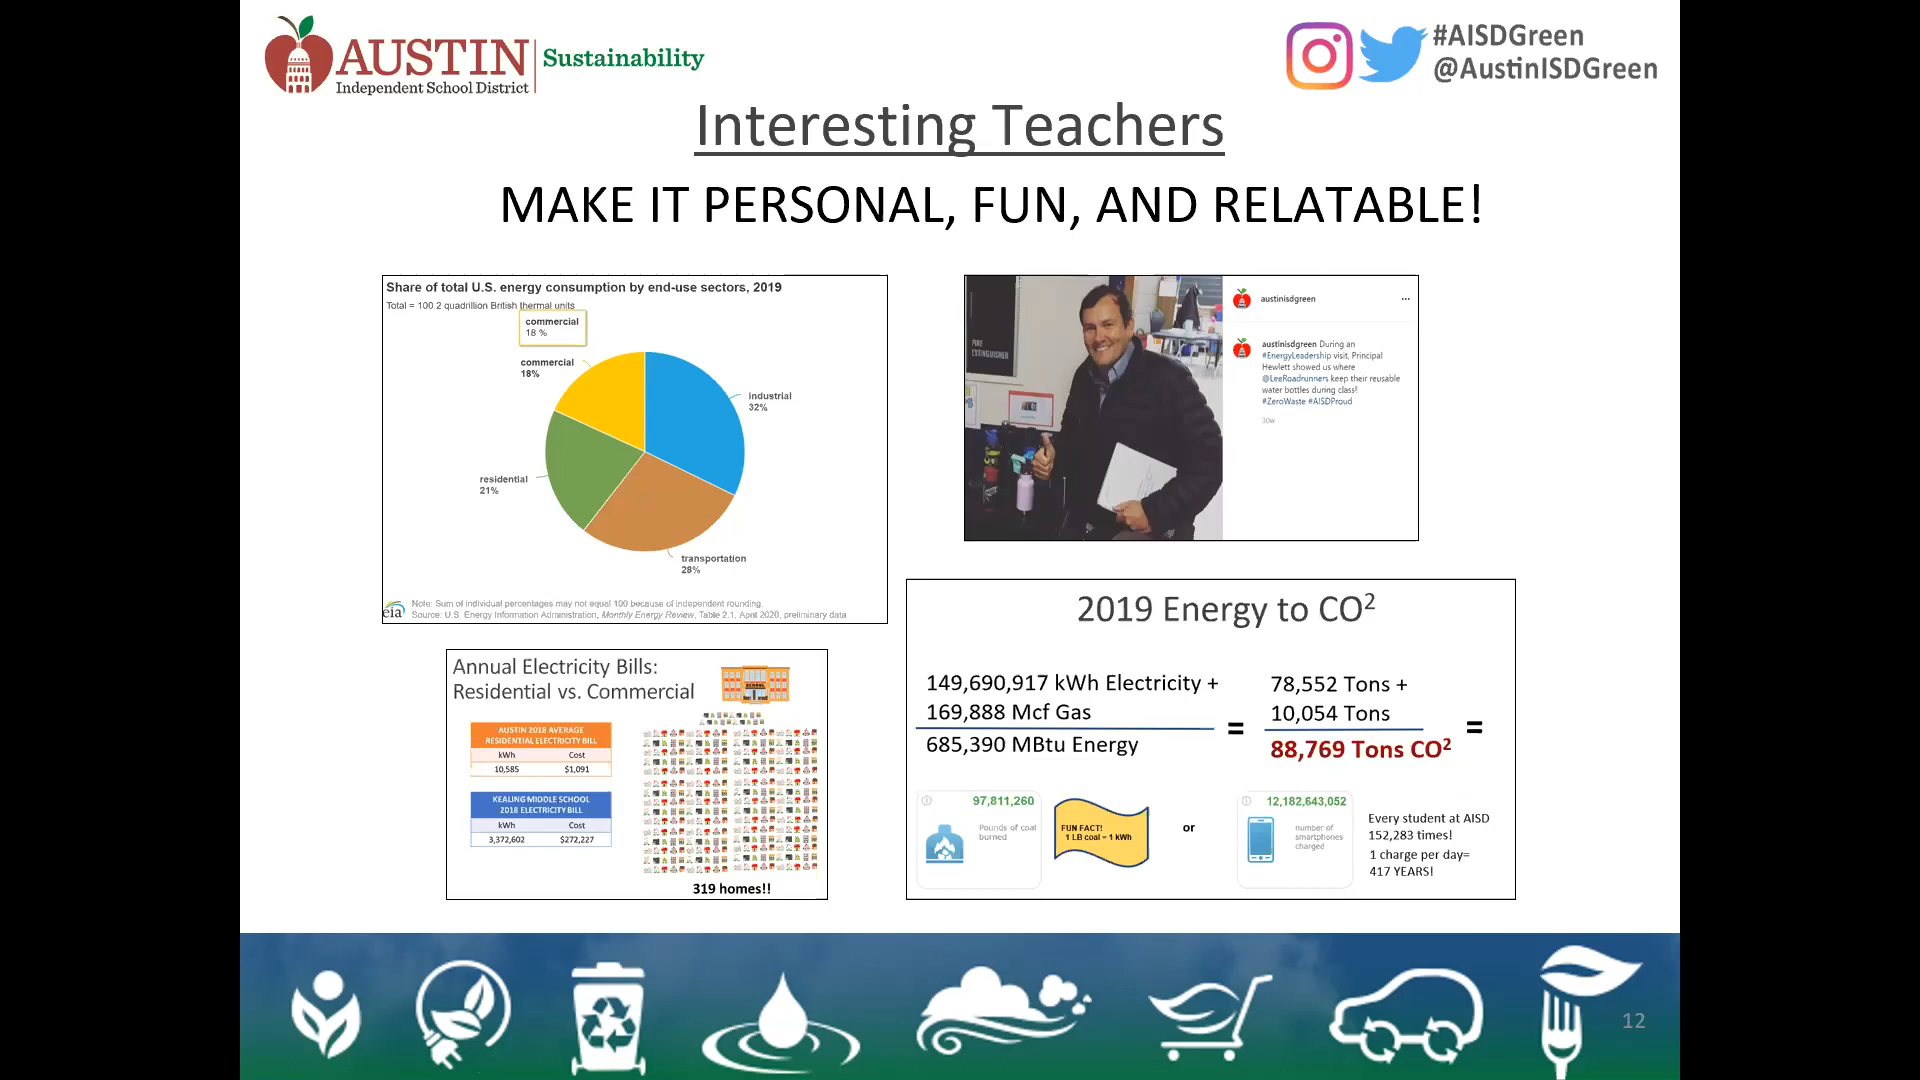 AUSTIN
Independent School District
Sustainability
#AISDGreen
@AustinISDGreen
Interesting Teachers
MAKE IT PERSONAL, FUN, AND RELATABLE!
Share of total U.S. energy consumption by end-use sectors, 2019
Total = 100.2 quadrillion British thermal units
commercial
18 %
commercial
18%
industrial
32%
residential
21%
transportation
28%
eia
Note: Sum of individual percentages may not equal 100 because of independent rounding.
Source: U.S. Energy Information Administration, Monthly Energy Review, Table 2.1, April 2020, preliminary data
FIRE
EXTINGUISHER
austinisdgreen
...
austinisdgreen During an
#EnergyLeadership visit, Principal
Hewlett showed us where
@LeeRoadrunners keep their reusable
water bottles during class!
#ZeroWaste #AISDProud
30w
Annual Electricity Bills:
Residential vs. Commercial
SCHOOL
AUSTIN 2018 AVERAGE
RESIDENTIAL ELECTRICITY BILL
kWh Cost
10,585 $1,091
KEALING MIDDLE SCHOOL
2018 ELECTRICITY BILL
kWh Cost
3,372,602 $272,227
319 homes!!
2019 Energy to CO²
149,690,917 kWh Electricity +
169,888 Mcf Gas
685,390 MBtu Energy
=
78,552 Tons +
10,054 Tons
88,769 Tons CO²
=
97,811,260
Pounds of coal
burned
FUN FACT!
1 LB coal = 1 kWh
or
12,182,643,052
number of
smartphones
charged
Every student at AISD
152,283 times!
1 charge per day=
417 YEARS!
12